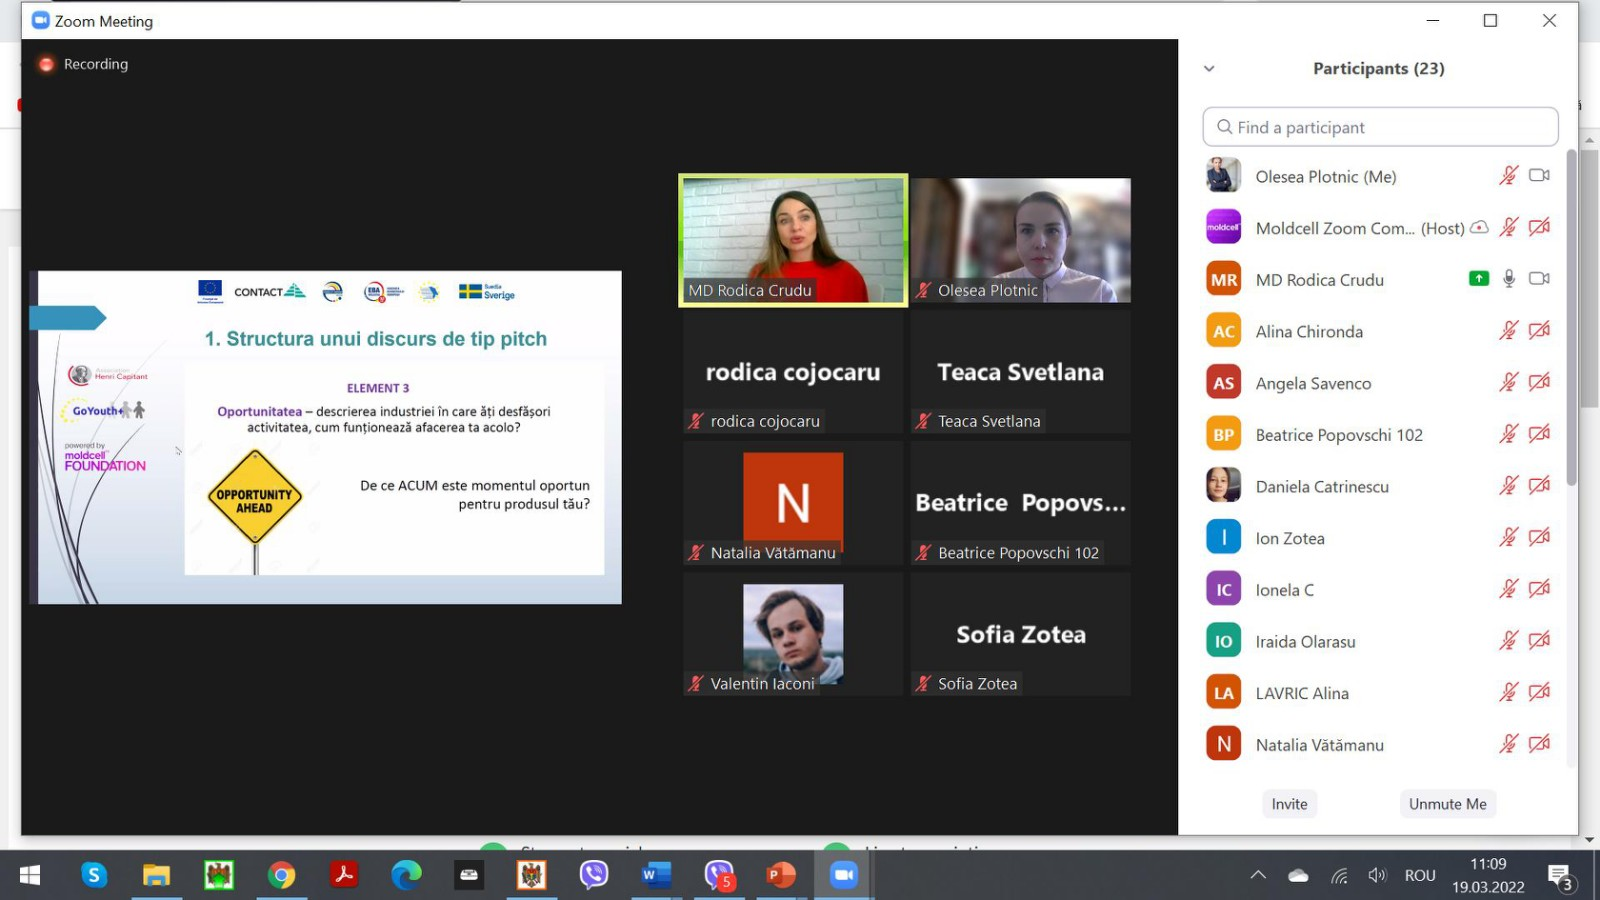 Zoom Meeting
Recording
CONTACT
EBA
Suedia
Sverige
1. Structura unui discurs de tip pitch
Association
Henri Capitant
GoYouth+
powered by
moldcell
FOUNDATION
ELEMENT 3
Oportunitatea – descrierea industriei în care ăți desfășori
activitatea, cum funționează afacerea ta acolo?
OPPORTUNITY
AHEAD
De ce ACUM este momentul oportun
pentru produsul tău?
MD Rodica Crudu
Olesea Plotnic
rodica cojocaru
rodica cojocaru
Teaca Svetlana
Teaca Svetlana
N
Natalia Vătămanu
Beatrice Popovs...
Beatrice Popovschi 102
Valentin Iaconi
Sofia Zotea
Sofia Zotea
Participants (23)
Find a participant
Olesea Plotnic (Me)
moldcell
Moldcell Zoom Com... (Host)
MR
MD Rodica Crudu
AC
Alina Chironda
AS
Angela Savenco
BP
Beatrice Popovschi 102
Daniela Catrinescu
I
Ion Zotea
IC
Ionela C
IO
Iraida Olarasu
LA
LAVRIC Alina
N
Natalia Vătămanu
Invite
Unmute Me
5
ROU
11:09
19.03.2022
3